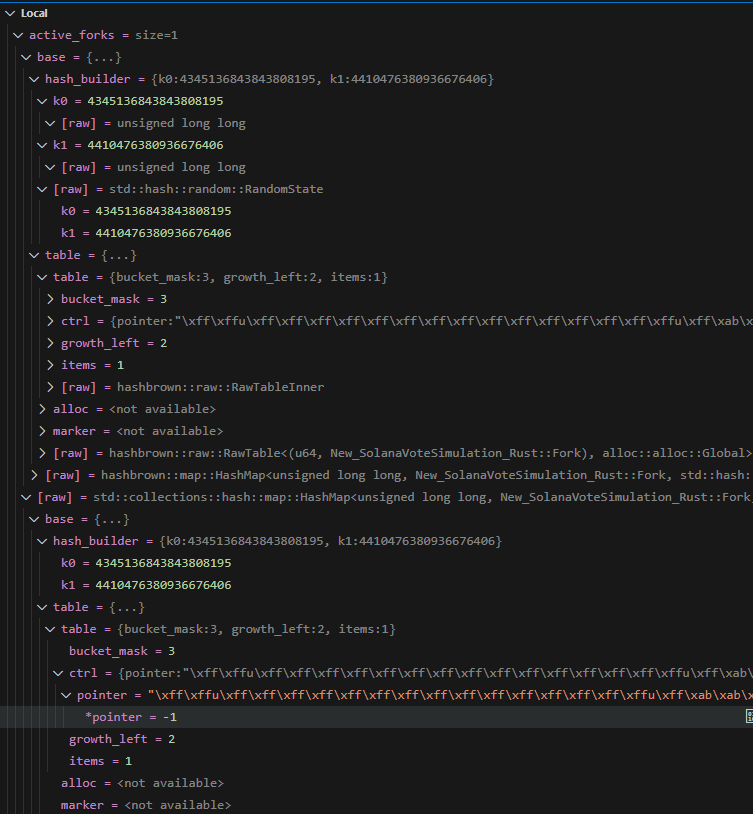 Local
active_forks = size=1
base = {...}
hash_builder = {k0:4345136843843808195, k1:4410476380936676406}
k0 = 4345136843843808195
[raw] = unsigned long long
k1 = 4410476380936676406
[raw] = unsigned long long
[raw] = std::hash::random::RandomState
k0 = 4345136843843808195
k1 = 4410476380936676406
table = {...}
table = {bucket_mask:3, growth_left:2, items:1}
bucket_mask = 3
ctrl = {pointer:"\xff\xffu\xff\xff\xff\xff\xff\xff\xff\xff\xff\xff\xff\xff\xff\xff\xff\xffu\xff\xab\x
growth_left = 2
items = 1
[raw] = hashbrown::raw::RawTableInner
alloc = <not available>
marker = <not available>
[raw] = hashbrown::raw::RawTable<(u64, New_SolanaVoteSimulation_Rust::Fork), alloc::alloc::Global>
[raw] = hashbrown::map::HashMap<unsigned long long, New_SolanaVoteSimulation_Rust::Fork, std::hash:
[raw] = std::collections::hash::map::HashMap<unsigned long long, New_SolanaVoteSimulation_Rust::Fork,
base = {...}
hash_builder = {k0:4345136843843808195, k1:4410476380936676406}
k0 = 4345136843843808195
k1 = 4410476380936676406
table = {...}
table = {bucket_mask:3, growth_left:2, items:1}
bucket_mask = 3
ctrl = {pointer:"\xff\xffu\xff\xff\xff\xff\xff\xff\xff\xff\xff\xff\xff\xff\xff\xff\xff\xffu\xff\xab\
pointer = "\xff\xffu\xff\xff\xff\xff\xff\xff\xff\xff\xff\xff\xff\xff\xff\xff\xff\xffu\xff\xab\xab\x
*pointer = -1
growth_left = 2
items = 1
alloc = <not available>
marker = <not available>